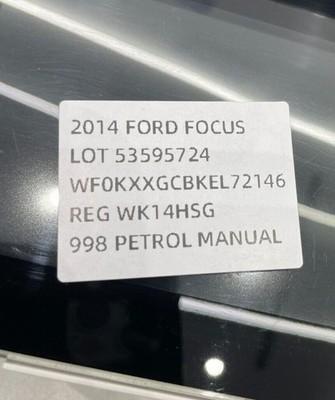 2014 FORD FOCUS
LOT 53595724
WF0KXXGCBKEL72146
REG WK14HSG
998 PETROL MANUAL